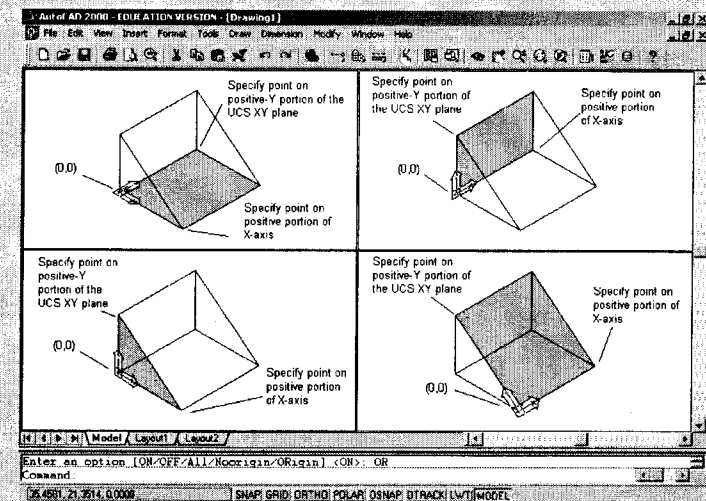 AutoCAD 2000 - EDUCATION VERSION - [Drawing1]
File Edit View Insert Format Tools Draw Dimension Modify Window Help
Specify point on
positive-Y portion of the
UCS XY plane
(0,0)
Specify point on
positive portion of
X-axis
Specify point on
positive-Y portion of
the UCS XY plane
Specify point on
positive portion
of X-axis
(0,0)
Specify point on
positive-Y
portion of the
UCS XY plane
(0,0)
Specify point on
positive portion
of X-axis
Specify point on
positive-Y portion of
the UCS XY plane
Specify point on
positive portion of
X-axis
(0,0)
Model Layout1 Layout2
Enter an option [ON/OFF/All/Noorigin/ORigin] <ON>: OR
Command:
SNAP GRID ORTHO POLAR OSNAP OTRACK LWT MODEL